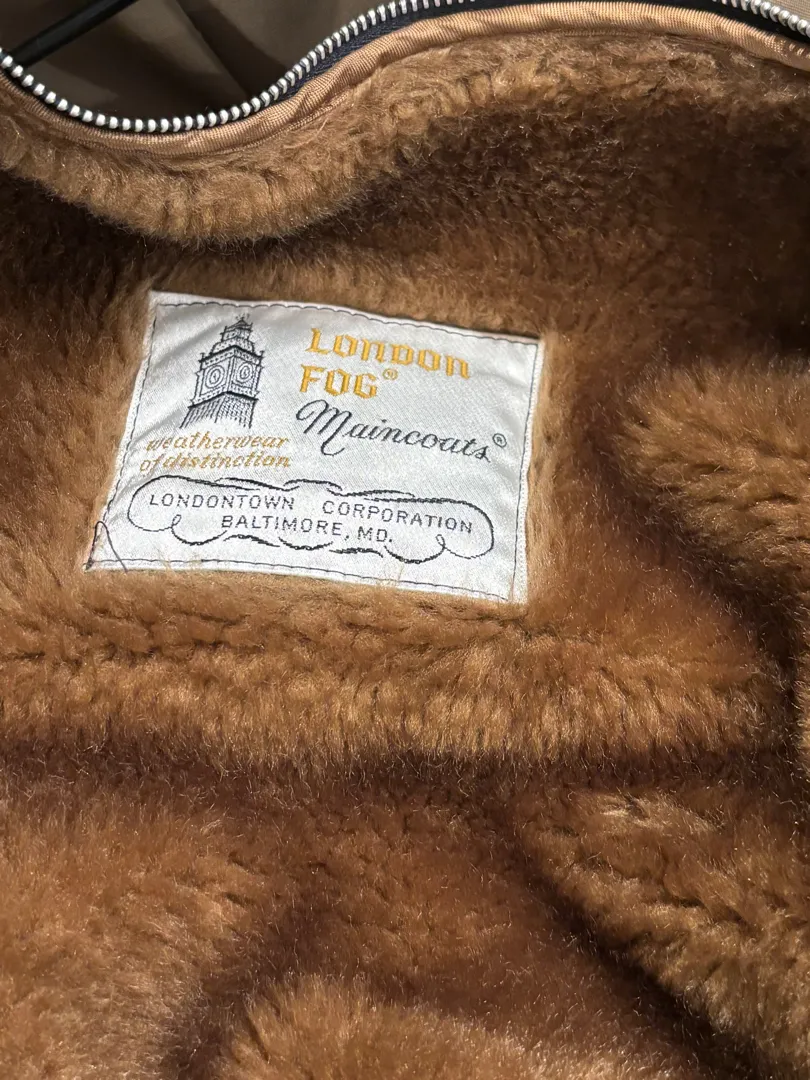 London
Fog®
Maincoats®
weatherwear
of distinction
LONDONTOWN CORPORATION
BALTIMORE, MD.